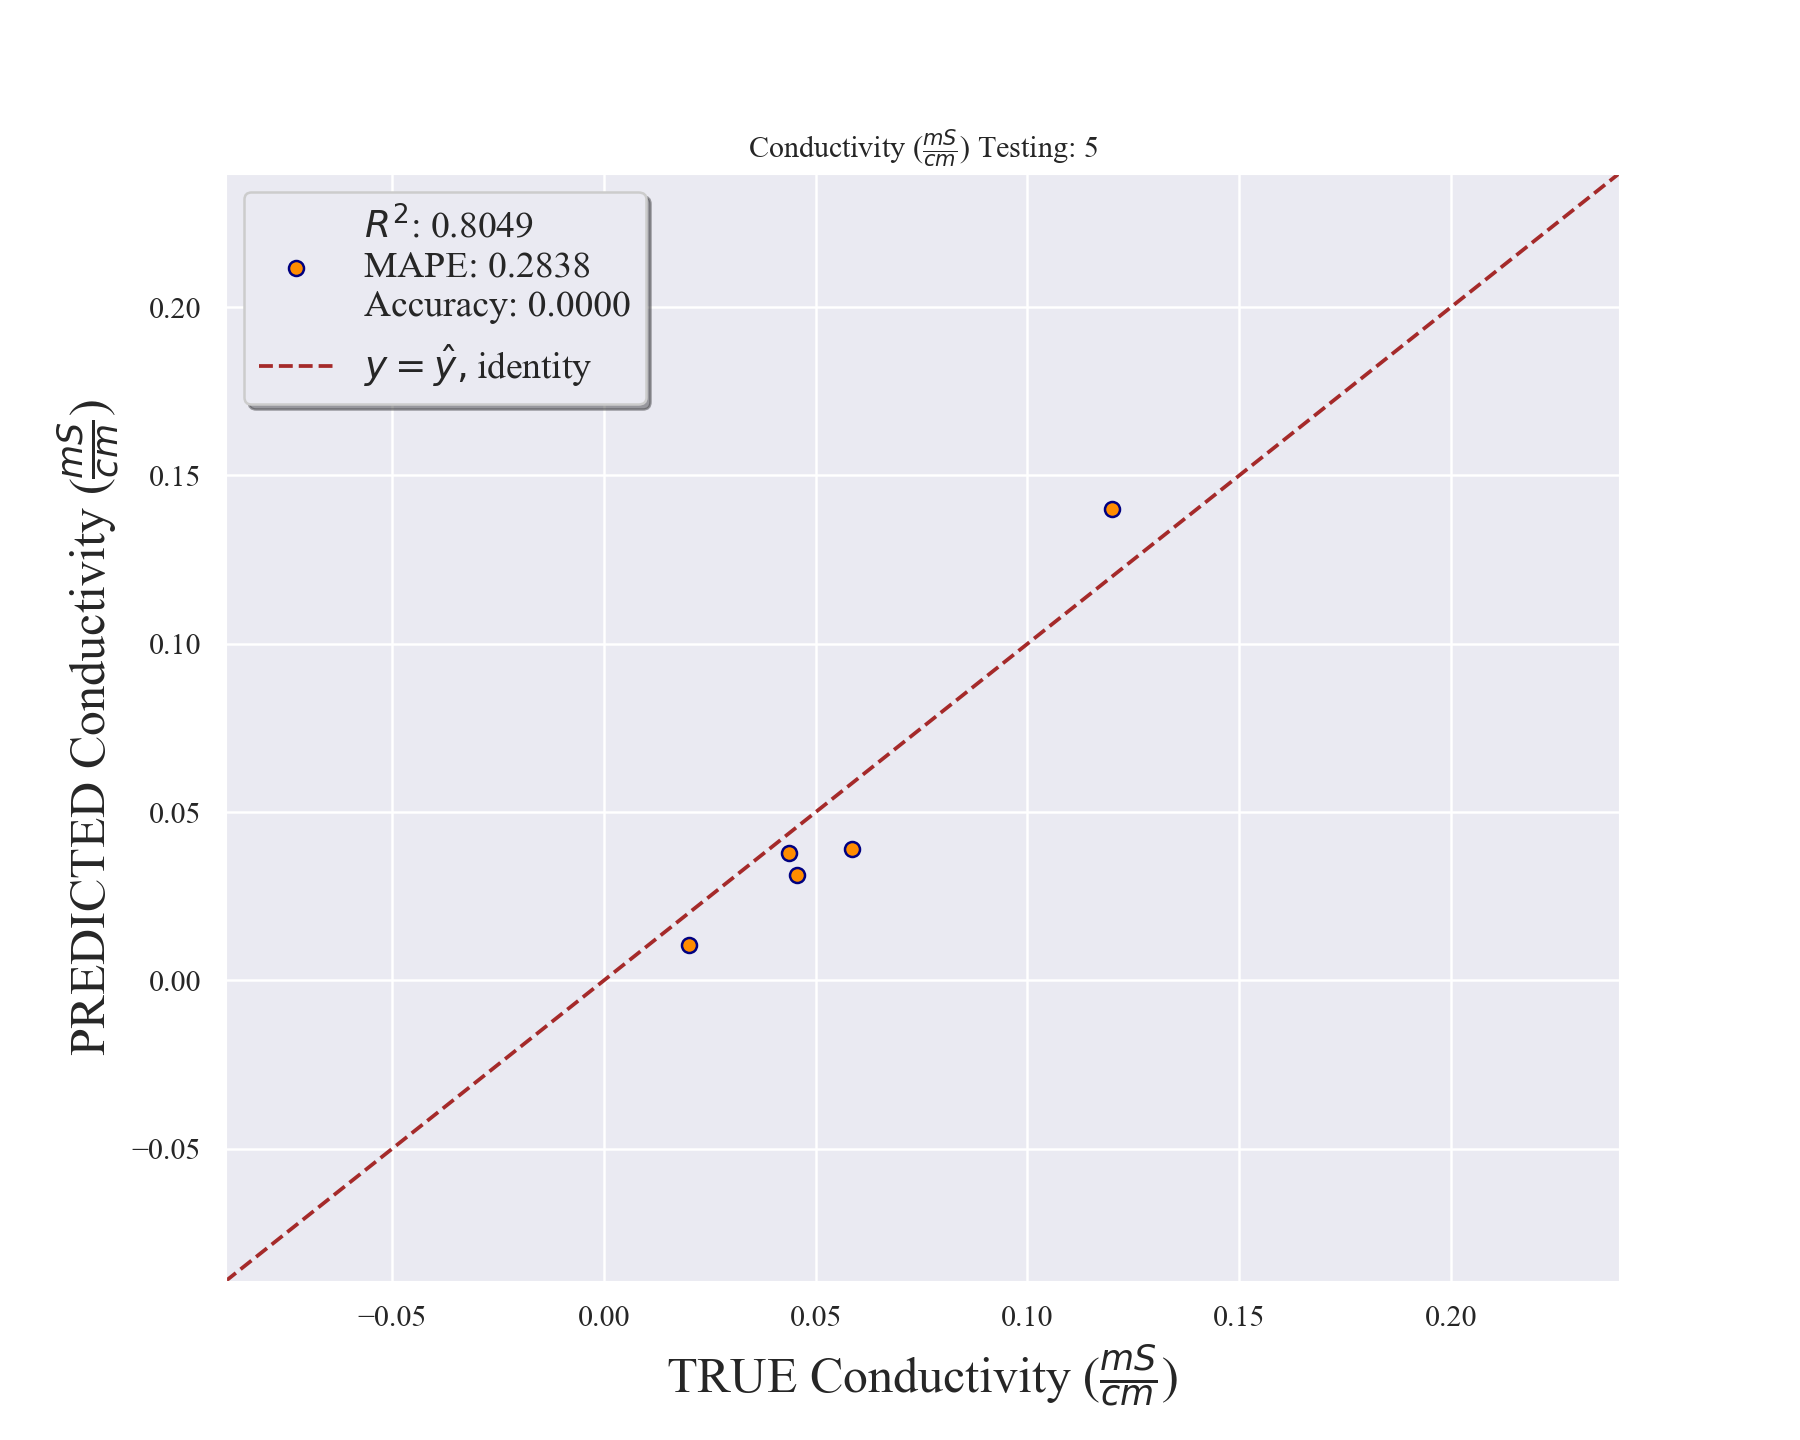 Conductivity (mS/cm) Testing: 5
R²: 0.8049
MAPE: 0.2838
Accuracy: 0.0000
y = ŷ, identity
PREDICTED Conductivity (mS/cm)
0.20
0.15
0.10
0.05
0.00
−0.05
−0.05 0.00 0.05 0.10 0.15 0.20
TRUE Conductivity (mS/cm)